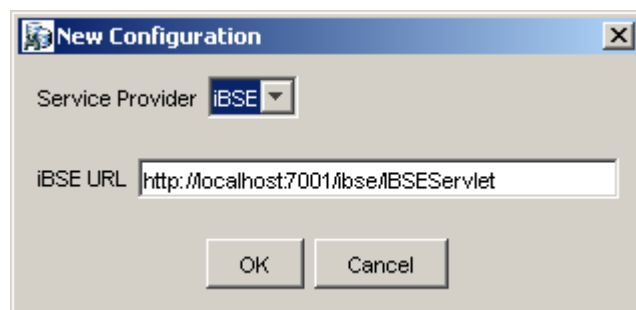 New Configuration
Service Provider iBSE
iBSE URL http://localhost:7001/ibse/IBSEServlet
OK Cancel